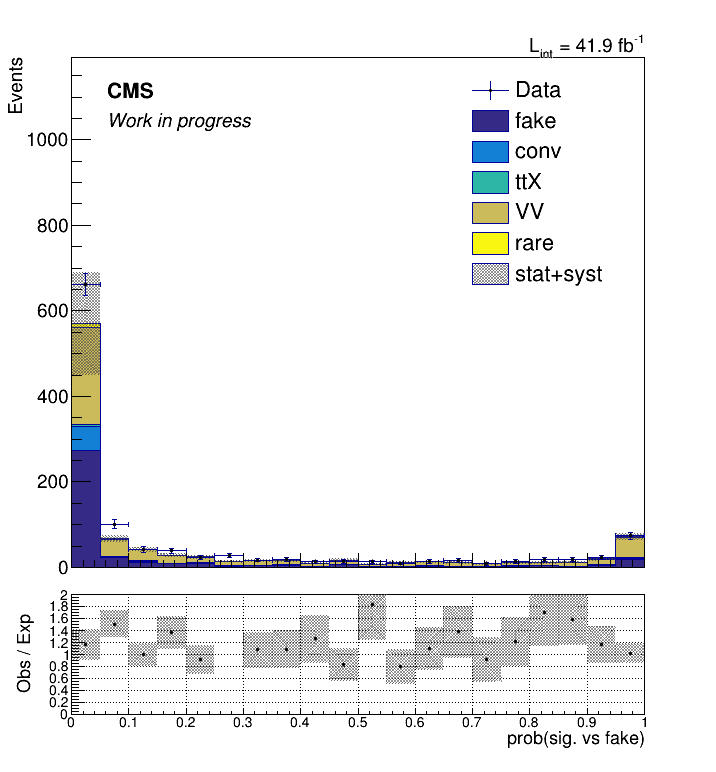 L_int = 41.9 fb^-1
Events
CMS
Work in progress
Data
fake
conv
ttX
VV
rare
stat+syst
1000
800
600
400
200
0
Obs / Exp
2
1.8
1.6
1.4
1.2
1
0.8
0.6
0.4
0.2
0
0 0.1 0.2 0.3 0.4 0.5 0.6 0.7 0.8 0.9 1
prob(sig. vs fake)